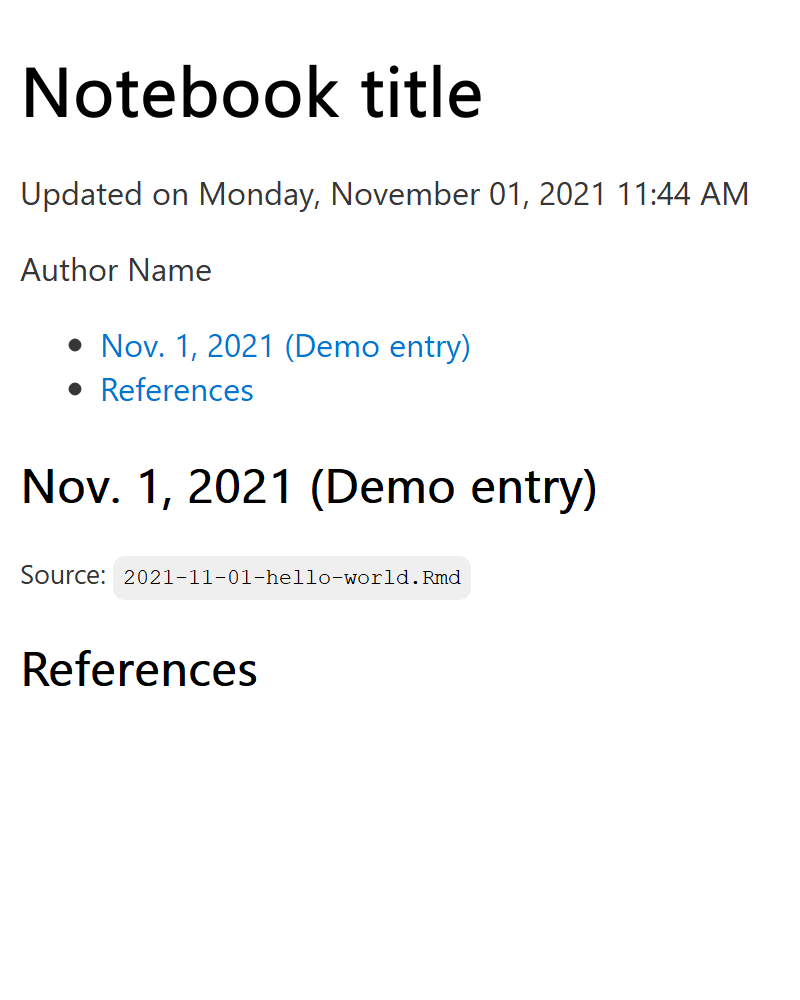 Notebook title
Updated on Monday, November 01, 2021 11:44 AM
Author Name
Nov. 1, 2021 (Demo entry)
References
Nov. 1, 2021 (Demo entry)
Source: 2021-11-01-hello-world.Rmd
References